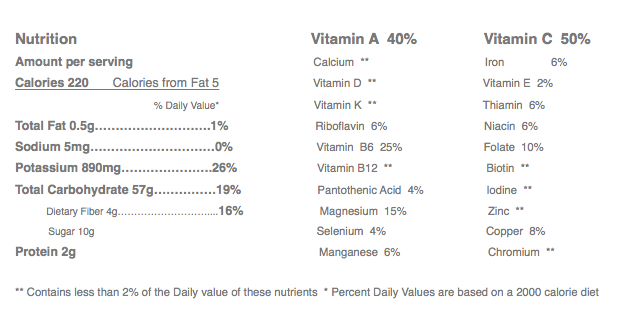 Nutrition
Amount per serving
Calories 220 Calories from Fat 5
% Daily Value*
Total Fat 0.5g..............................1%
Sodium 5mg...............................0%
Potassium 890mg.......................26%
Total Carbohydrate 57g...............19%
Dietary Fiber 4g.............................16%
Sugar 10g
Protein 2g
Vitamin A 40%
Calcium **
Vitamin D **
Vitamin K **
Riboflavin 6%
Vitamin B6 25%
Vitamin B12 **
Pantothenic Acid 4%
Magnesium 15%
Selenium 4%
Manganese 6%
Vitamin C 50%
Iron 6%
Vitamin E 2%
Thiamin 6%
Niacin 6%
Folate 10%
Biotin **
Iodine **
Zinc **
Copper 8%
Chromium **
** Contains less than 2% of the Daily value of these nutrients * Percent Daily Values are based on a 2000 calorie diet